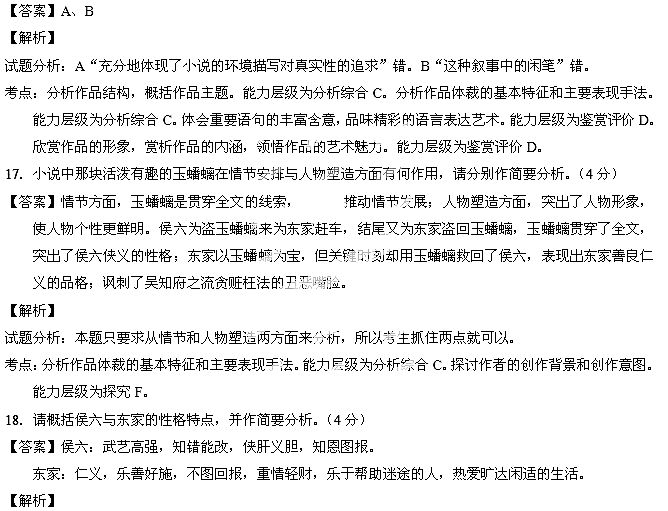 【答案】A、B
【解析】
试题分析：A“充分地体现了小说的环境描写对真实性的追求”错。B“这种叙事中的闲笔”错。
考点：分析作品结构，概括作品主题。能力层级为分析综合 C。分析作品体裁的基本特征和主要表现手法。
能力层级为分析综合 C。体会重要语句的丰富含意，品味精彩的语言表达艺术。能力层级为鉴赏评价 D。
欣赏作品的形象，赏析作品的内涵，领悟作品的艺术魅力。能力层级为鉴赏评价 D。
17．小说中那块活泼有趣的玉蟠螭在情节安排与人物塑造方面有何作用，请分别作简要分析。（4 分）
【答案】情节方面，玉蟠螭是贯穿全文的线索， 推动情节发展；人物塑造方面，突出了人物形象，
使人物个性更鲜明。侯六为盗玉蟠螭来为东家赶车，结尾又为东家盗回玉蟠螭，玉蟠螭贯穿了全文，
突出了侯六侠义的性格；东家以玉蟠螭为宝，但关键时刻却用玉蟠螭救回了侯六，表现出东家善良仁
义的品格；讽刺了吴知府之流贪赃枉法的丑恶嘴脸。
【解析】
试题分析：本题只要求从情节和人物塑造两方面来分析，所以考生抓住两点就可以。
考点：分析作品体裁的基本特征和主要表现手法。能力层级为分析综合 C。探讨作者的创作背景和创作意图。
能力层级为探究 F。
18．请概括侯六与东家的性格特点，并作简要分析。（4 分）
【答案】侯六：武艺高强，知错能改，侠肝义胆，知恩图报。
东家：仁义，乐善好施，不图回报，重情轻财，乐于帮助迷途的人，热爱旷达闲适的生活。
【解析】